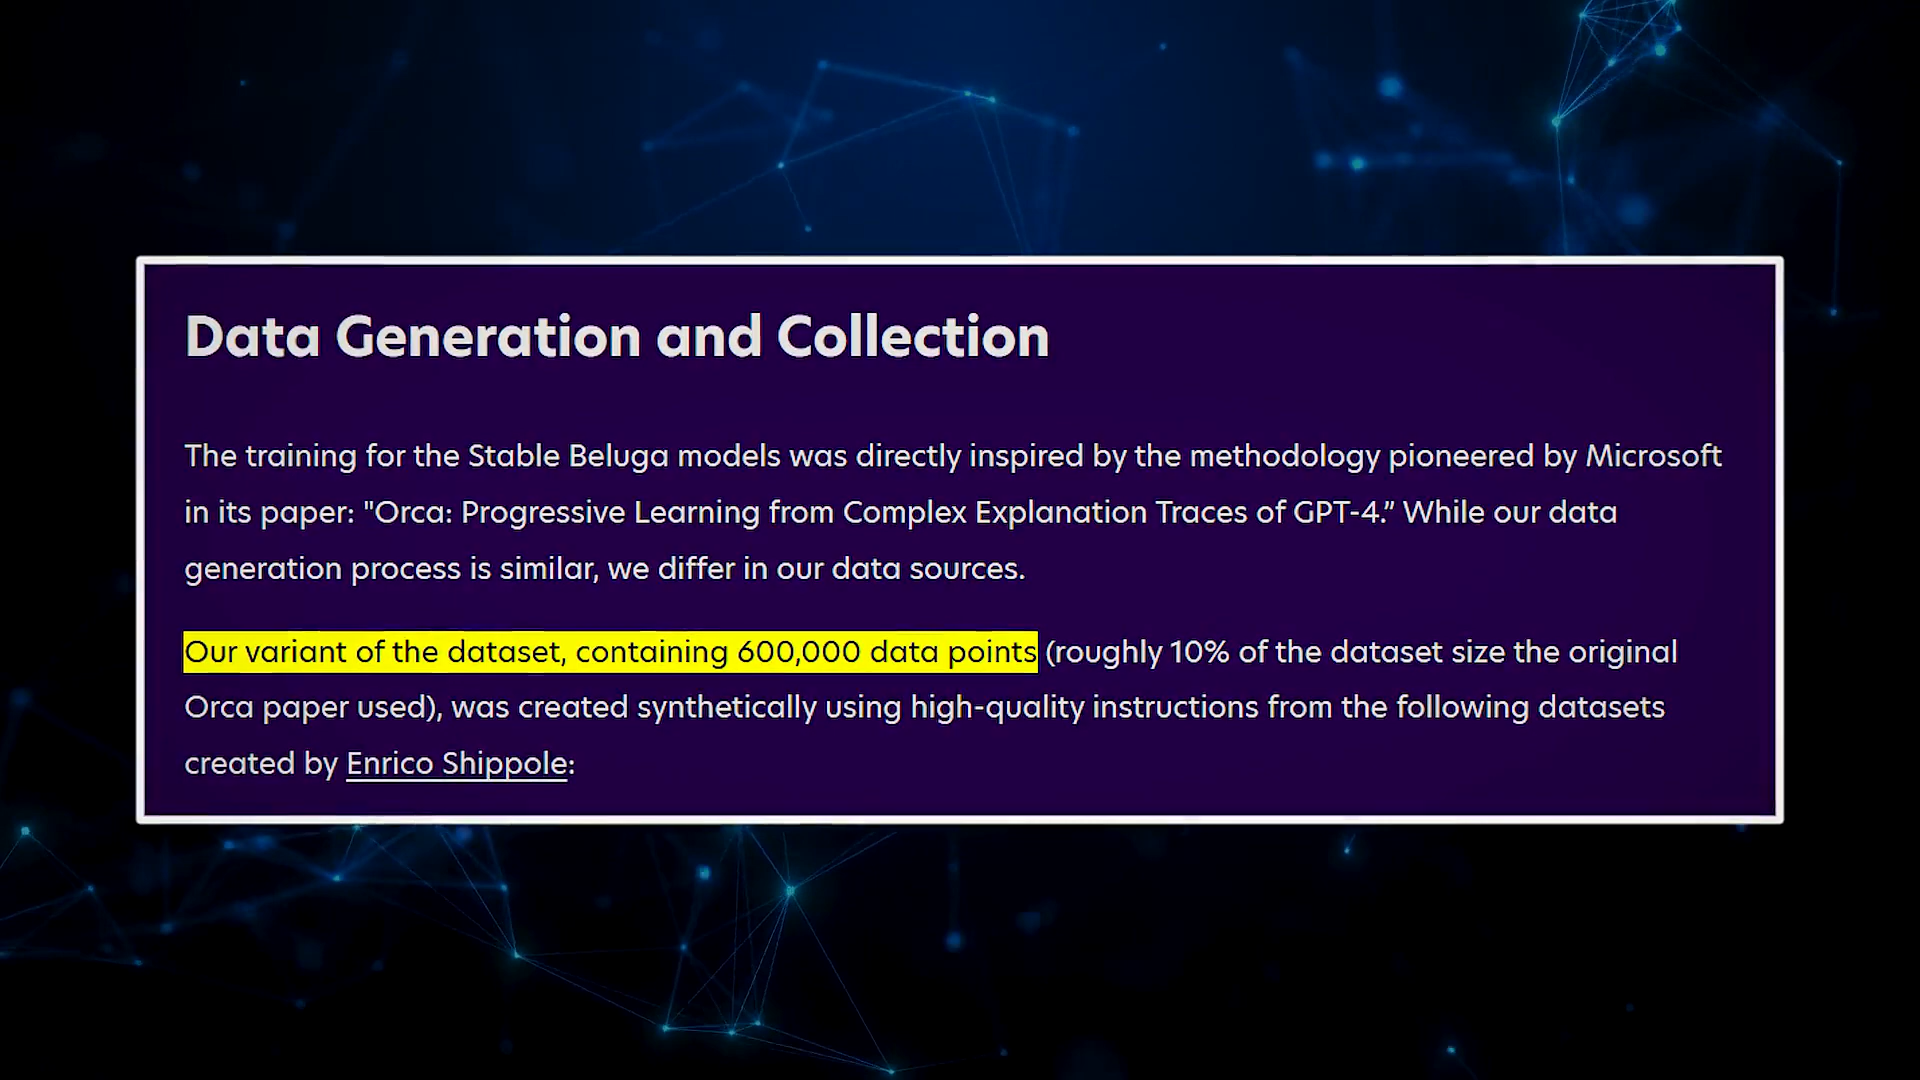 Data Generation and Collection
The training for the Stable Beluga models was directly inspired by the methodology pioneered by Microsoft
in its paper: "Orca: Progressive Learning from Complex Explanation Traces of GPT-4.” While our data
generation process is similar, we differ in our data sources.
Our variant of the dataset, containing 600,000 data points (roughly 10% of the dataset size the original
Orca paper used), was created synthetically using high-quality instructions from the following datasets
created by Enrico Shippole: